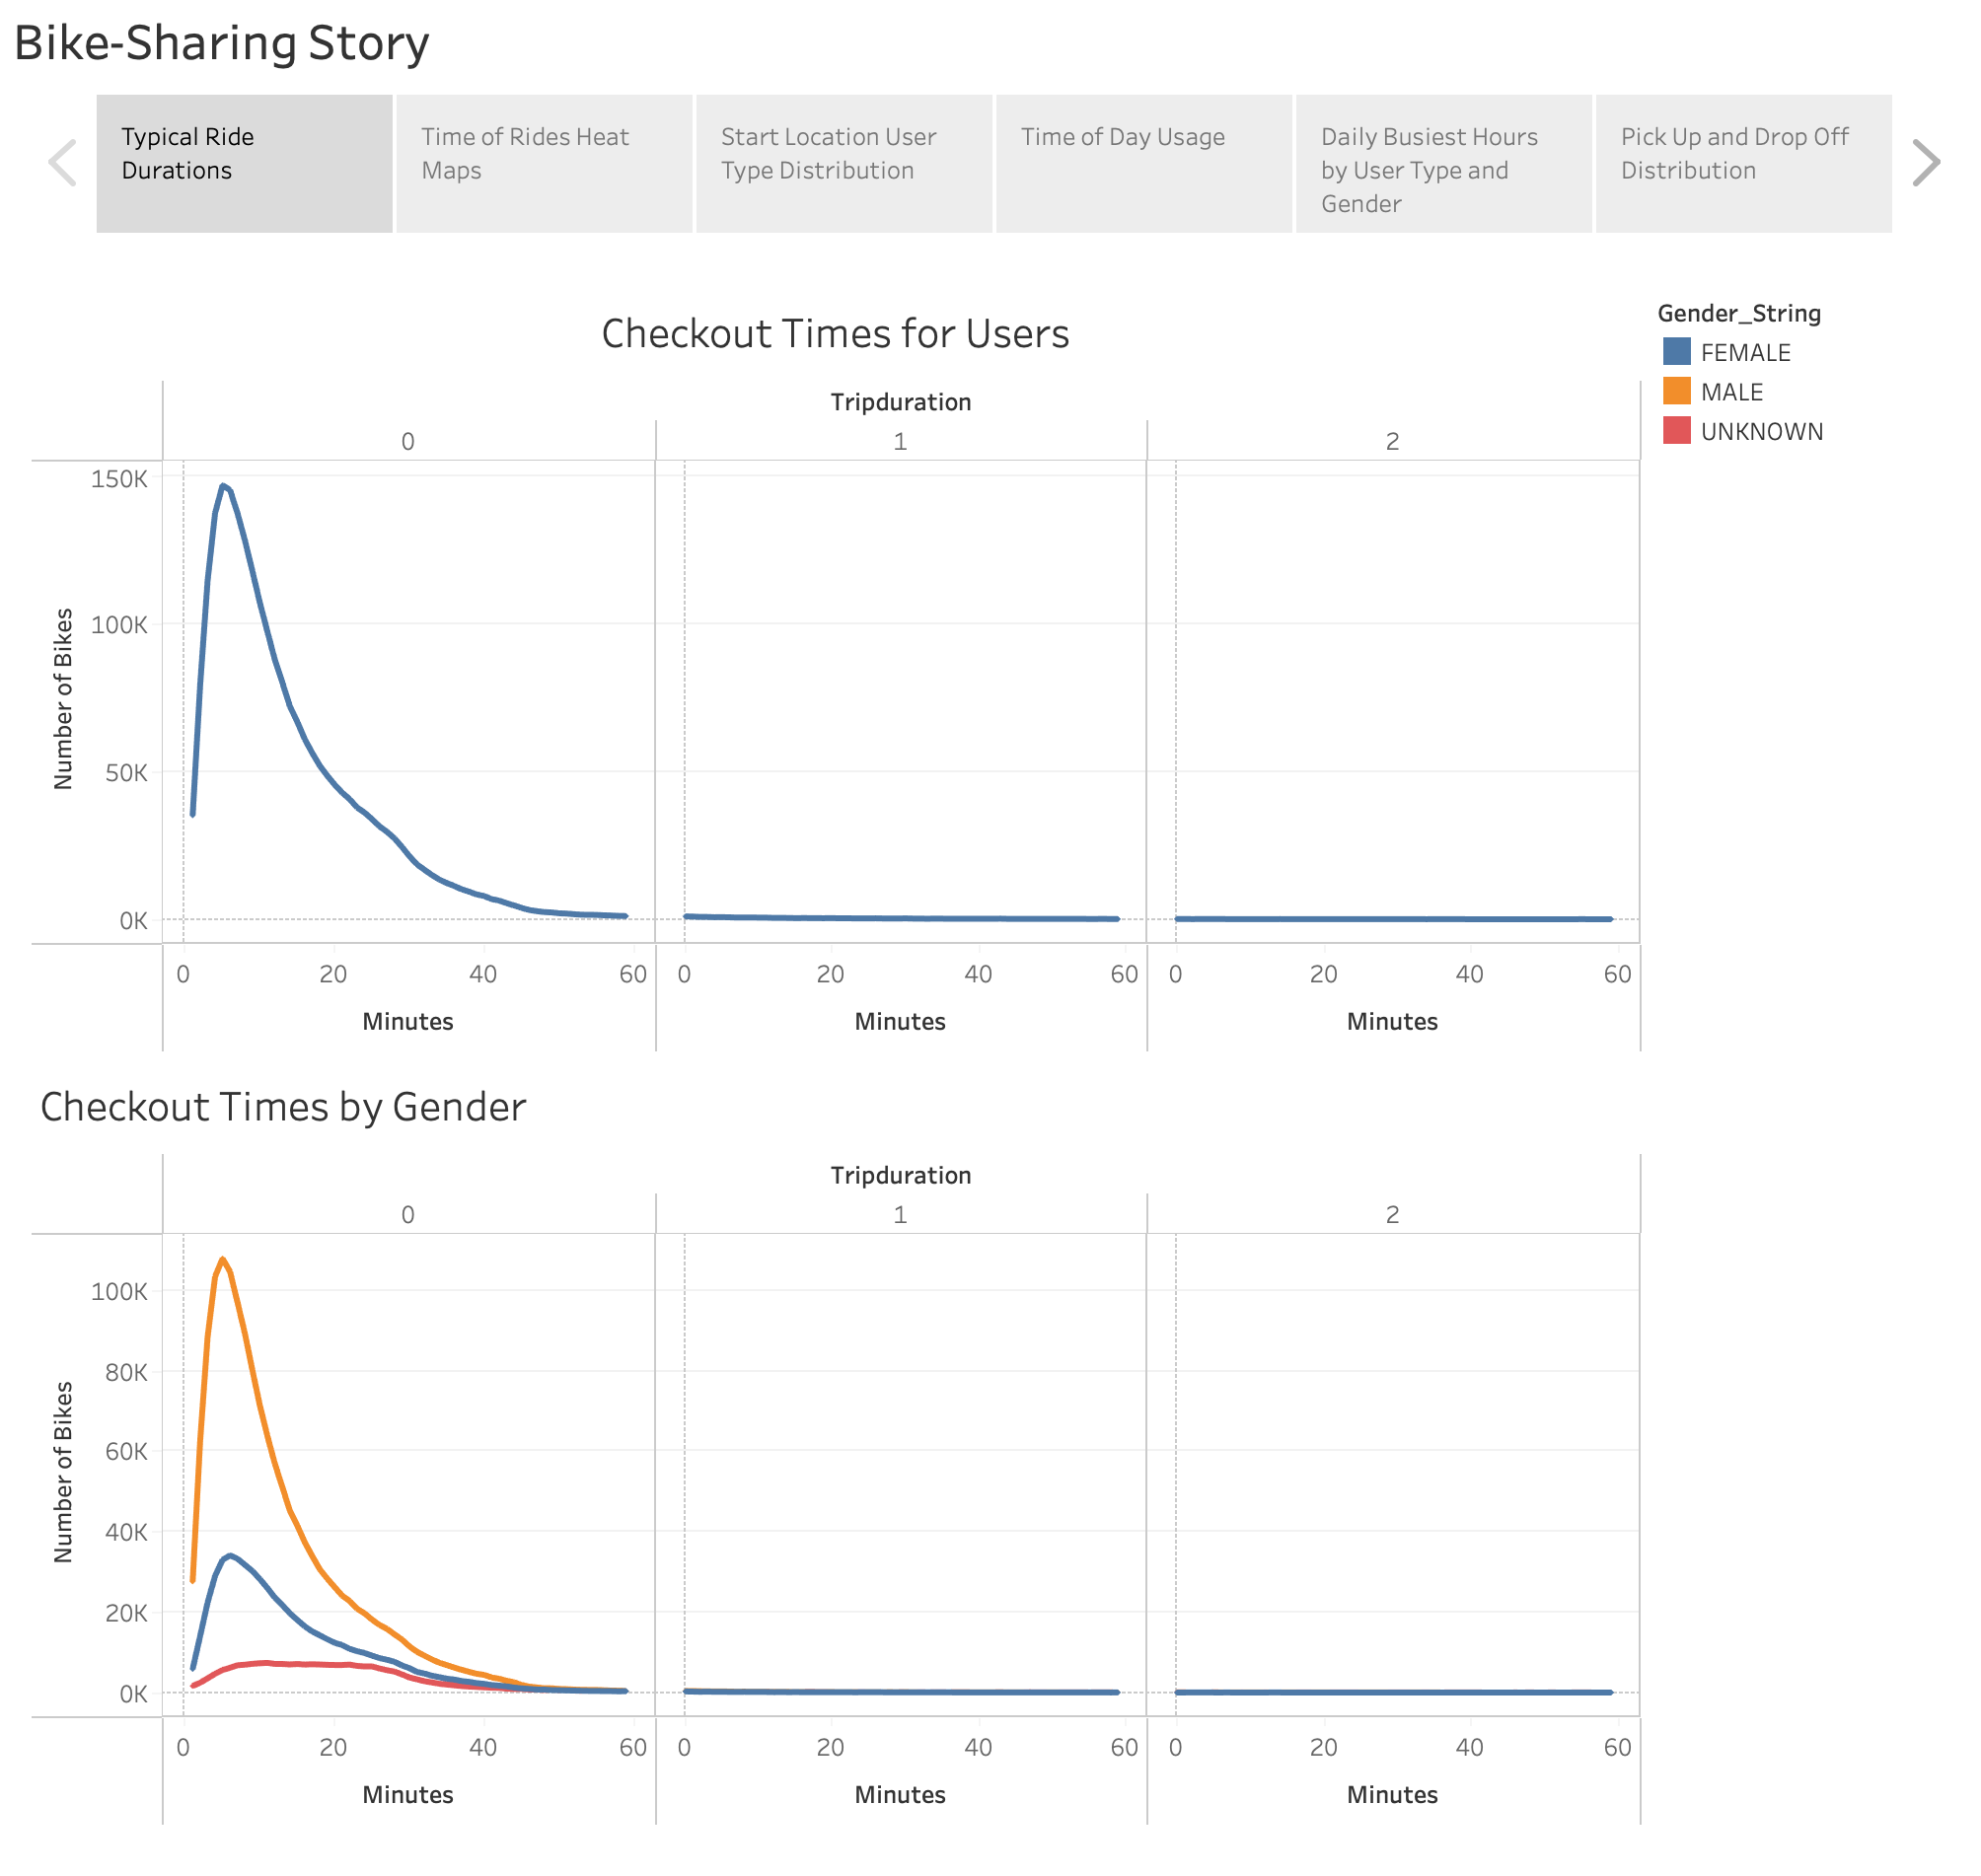 Bike-Sharing Story
Typical Ride
Durations
Time of Rides Heat
Maps
Start Location User
Type Distribution
Time of Day Usage
Daily Busiest Hours
by User Type and
Gender
Pick Up and Drop Off
Distribution
Checkout Times for Users
Gender_String
FEMALE
MALE
UNKNOWN
Tripduration
0 1 2
150K
100K
50K
0K
Number of Bikes
0 20 40 60 0 20 40 60 0 20 40 60
Minutes Minutes Minutes
Checkout Times by Gender
Tripduration
0 1 2
100K
80K
60K
40K
20K
0K
Number of Bikes
0 20 40 60 0 20 40 60 0 20 40 60
Minutes Minutes Minutes